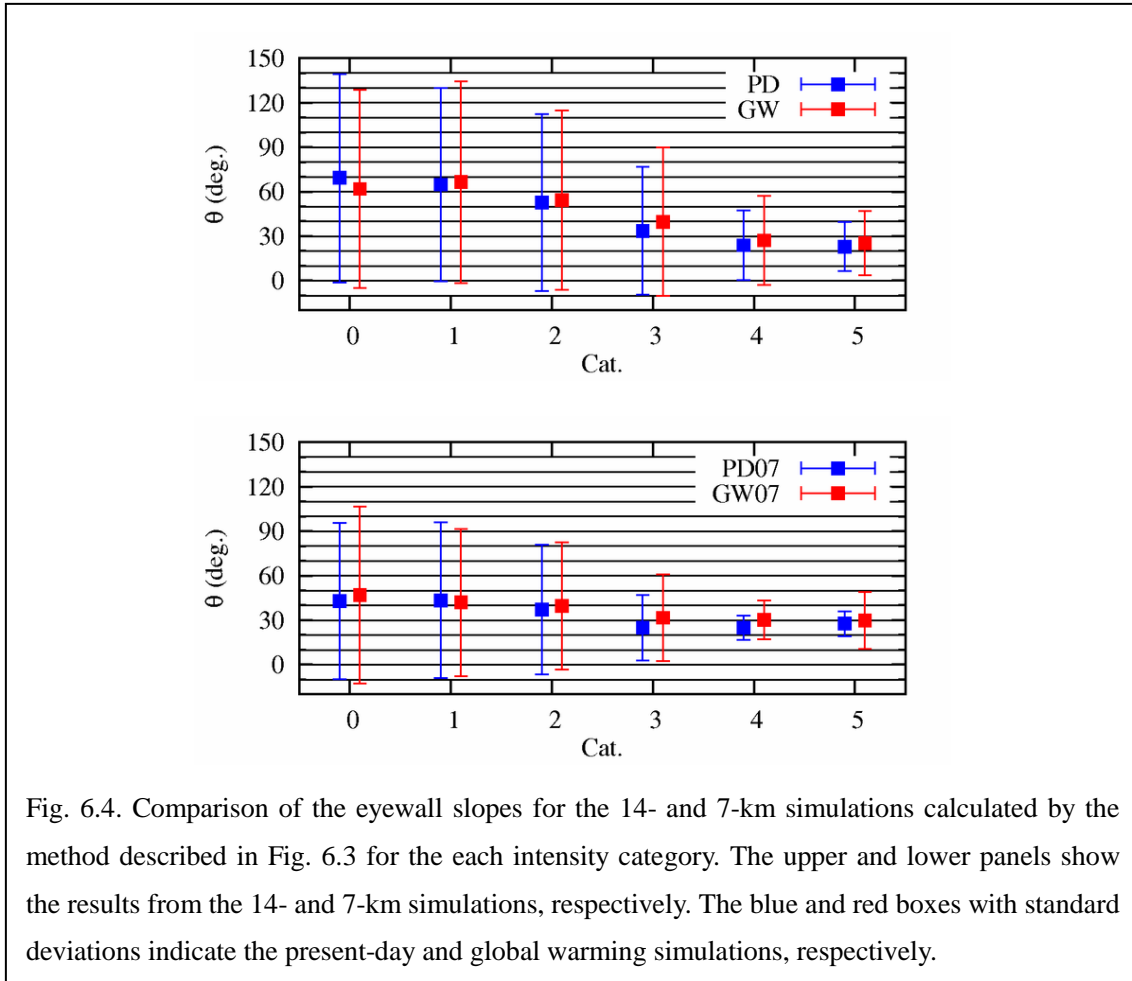 150
120
90
60
30
0
θ (deg.)
PD
GW
0 1 2 3 4 5
Cat.
150
120
90
60
30
0
θ (deg.)
PD07
GW07
0 1 2 3 4 5
Cat.
Fig. 6.4. Comparison of the eyewall slopes for the 14- and 7-km simulations calculated by the
method described in Fig. 6.3 for the each intensity category. The upper and lower panels show
the results from the 14- and 7-km simulations, respectively. The blue and red boxes with standard
deviations indicate the present-day and global warming simulations, respectively.